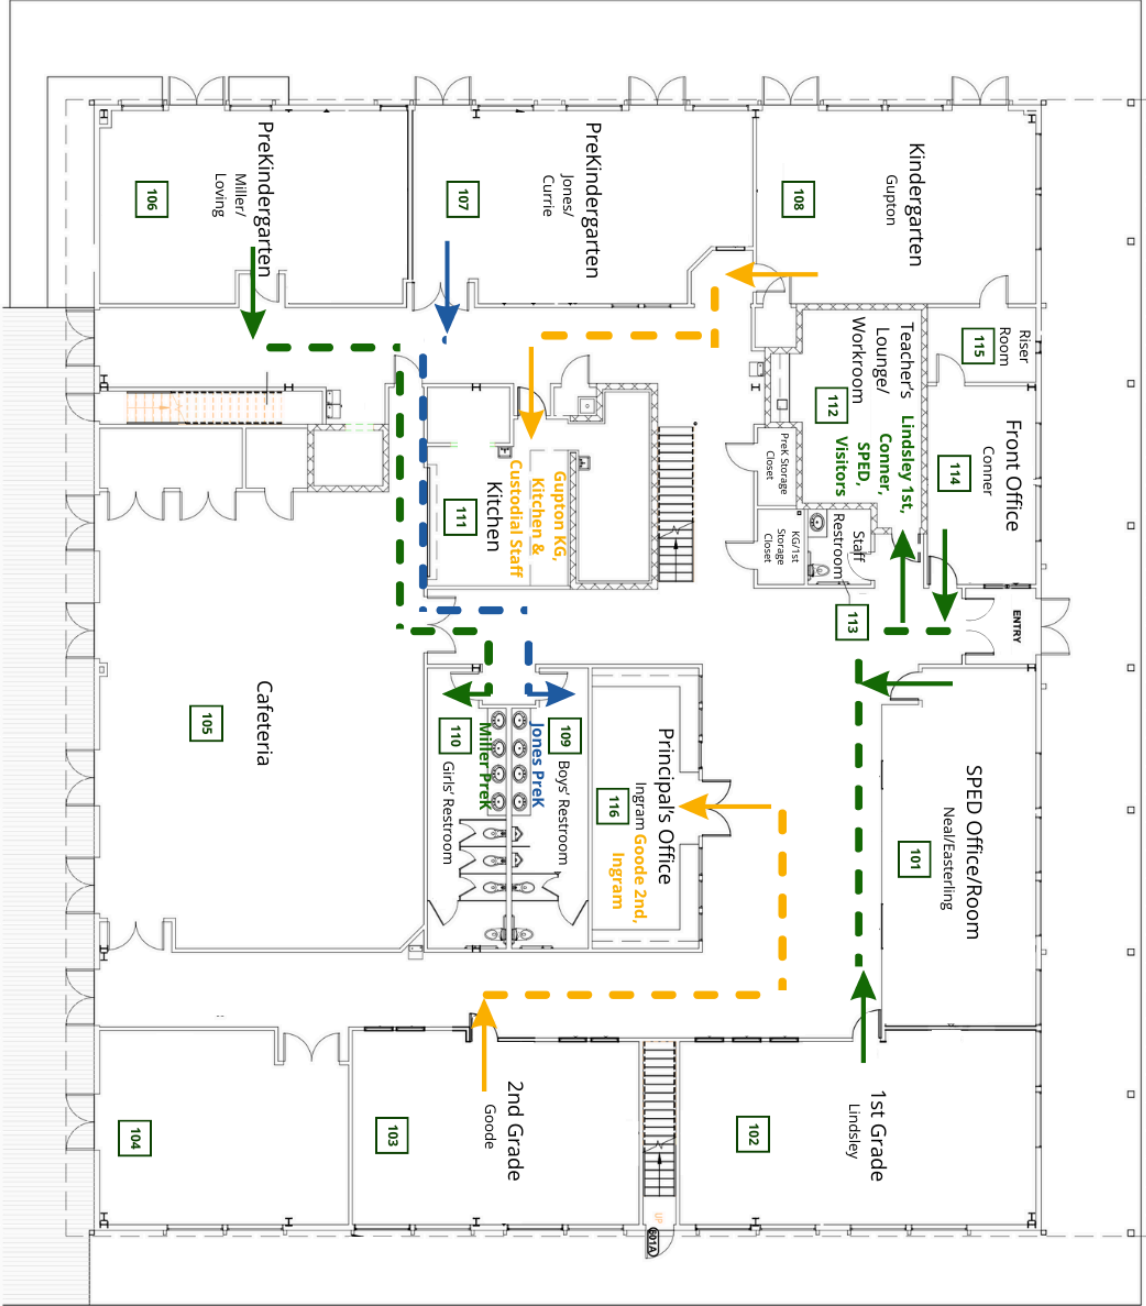 PreKindergarten
Miller/
Loving
106
PreKindergarten
Jones/
Currie
107
Kindergarten
Gupton
108
Riser
Room
115
Teacher's
Lounge/
Workroom
112
Lindsley 1st,
Conner,
SPED,
Visitors
Front Office
Conner
114
PreK Storage
Closet
KG/1st
Storage
Closet
Staff
Restroom
113
ENTRY
Kitchen
111
Gupton KG,
Kitchen &
Custodial Staff
Cafeteria
105
110
Girls' Restroom
Miller PreK
109
Boys' Restroom
Jones PreK
Principal's Office
Ingram
116
Goode 2nd,
Ingram
SPED Office/Room
Neal/Easterling
101
104
2nd Grade
Goode
103
1st Grade
Lindsley
102
UP
601A